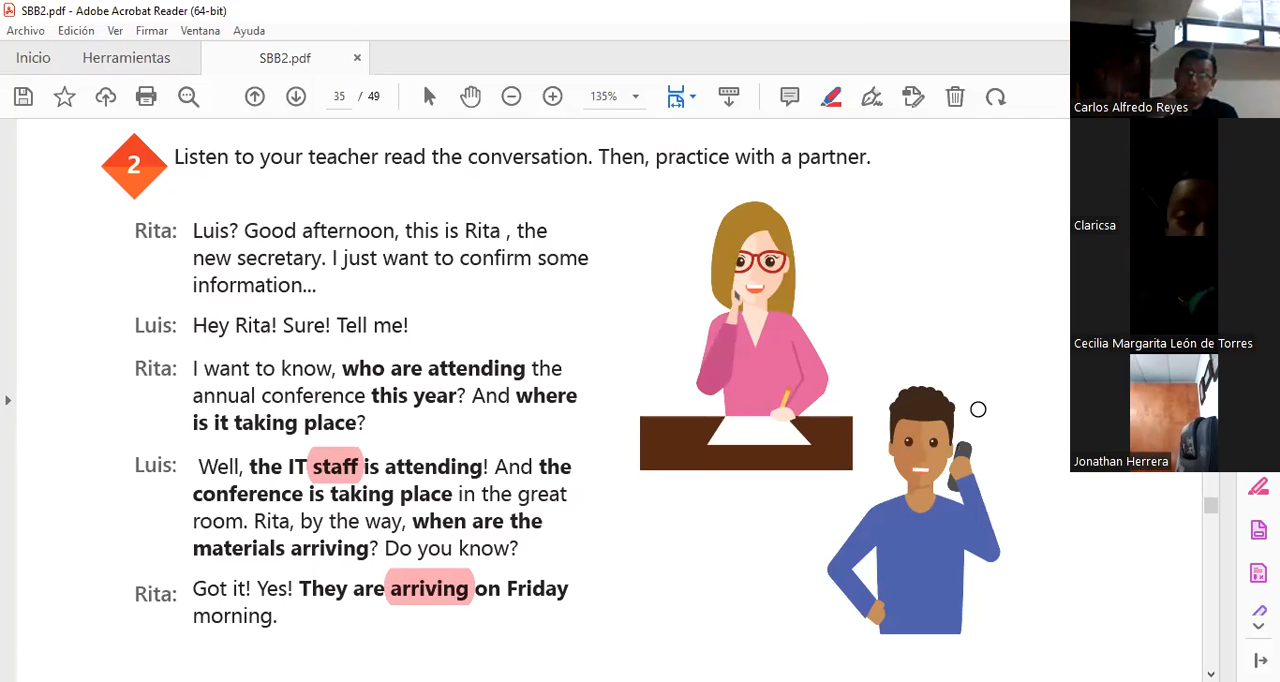 SBB2.pdf - Adobe Acrobat Reader (64-bit)
Archivo Edición Ver Firmar Ventana Ayuda
Inicio Herramientas SBB2.pdf ×
35 / 49 135%
2 Listen to your teacher read the conversation. Then, practice with a partner.
Rita: Luis? Good afternoon, this is Rita , the
new secretary. I just want to confirm some
information...
Luis: Hey Rita! Sure! Tell me!
Rita: I want to know, who are attending the
annual conference this year? And where
is it taking place?
Luis: Well, the IT staff is attending! And the
conference is taking place in the great
room. Rita, by the way, when are the
materials arriving? Do you know?
Rita: Got it! Yes! They are arriving on Friday
morning.
Carlos Alfredo Reyes
Claricsa
Cecilia Margarita León de Torres
Jonathan Herrera